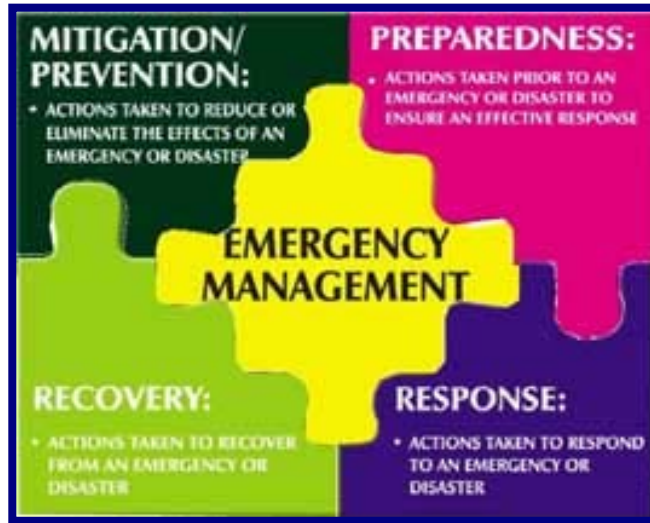 MITIGATION/
PREVENTION:
• ACTIONS TAKEN TO REDUCE OR
ELIMINATE THE EFFECTS OF AN
EMERGENCY OR DISASTER
PREPAREDNESS:
• ACTIONS TAKEN PRIOR TO AN
EMERGENCY OR DISASTER TO
ENSURE AN EFFECTIVE RESPONSE
EMERGENCY
MANAGEMENT
RECOVERY:
• ACTIONS TAKEN TO RECOVER
FROM AN EMERGENCY OR
DISASTER
RESPONSE:
• ACTIONS TAKEN TO RESPOND
TO AN EMERGENCY OR
DISASTER